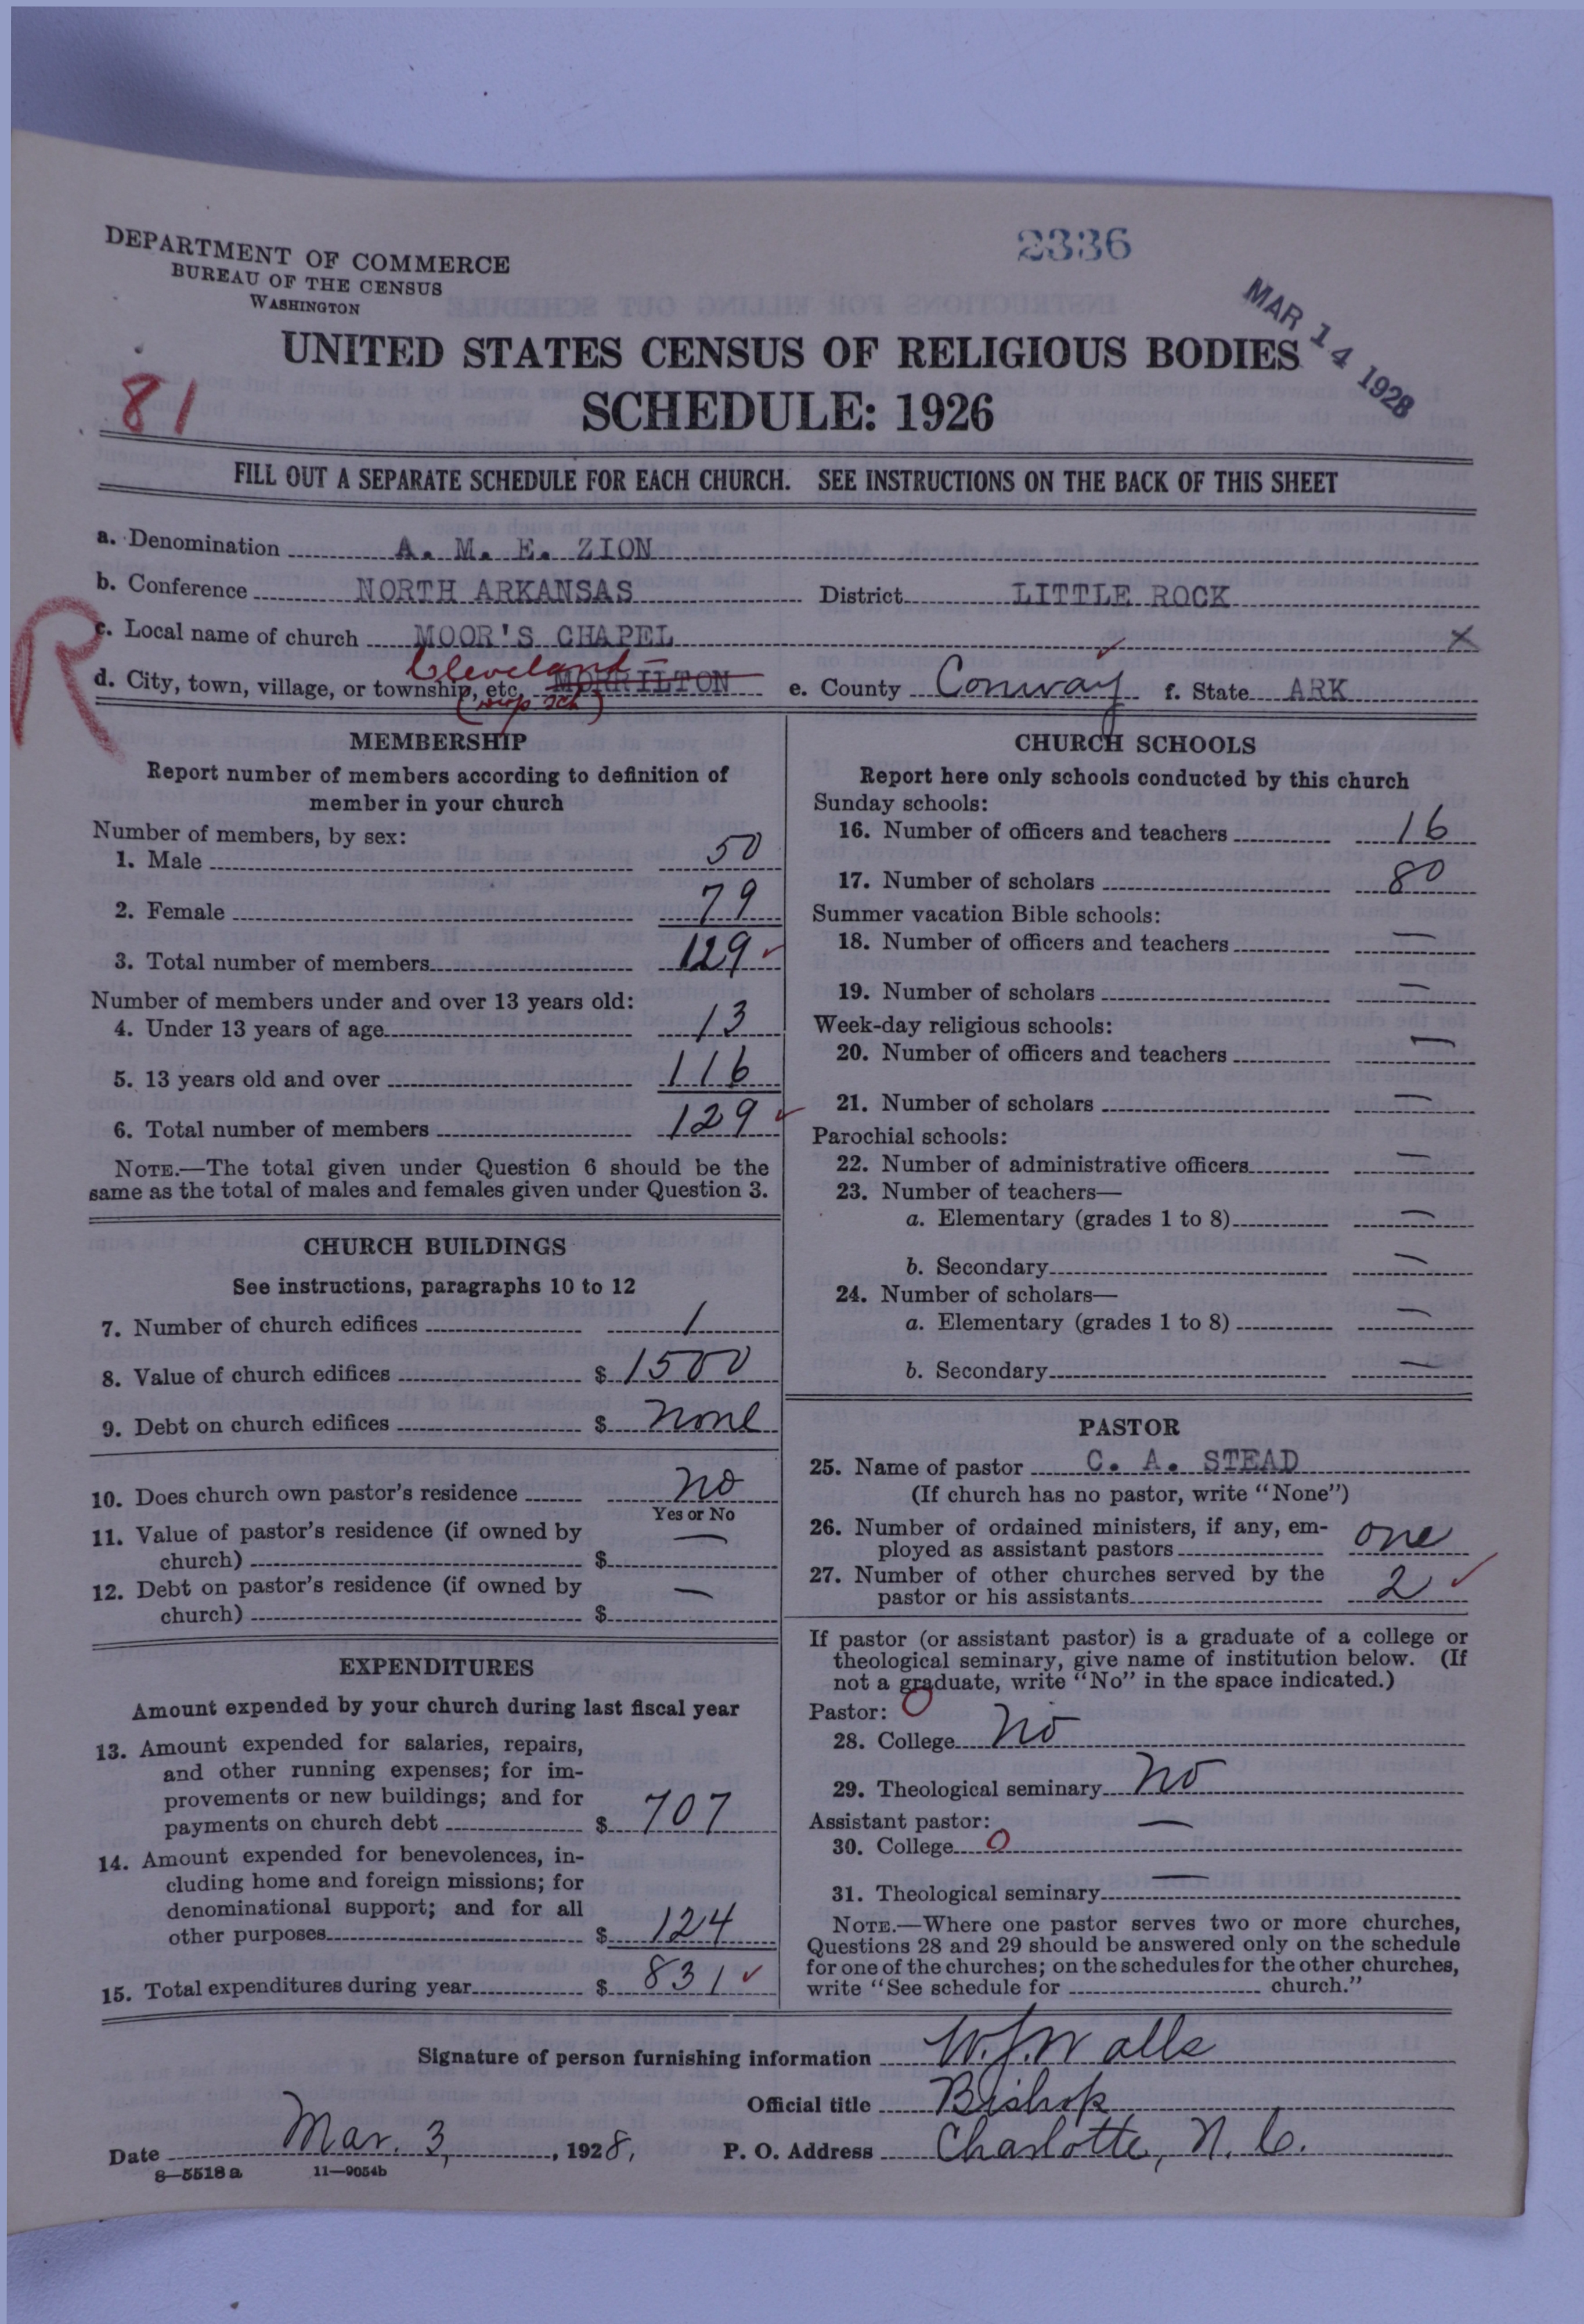 DEPARTMENT OF COMMERCE
BUREAU OF THE CENSUS
WASHINGTON
2336
MAR 14 1928
UNITED STATES CENSUS OF RELIGIOUS BODIES
SCHEDULE: 1926
81
FILL OUT A SEPARATE SCHEDULE FOR EACH CHURCH. SEE INSTRUCTIONS ON THE BACK OF THIS SHEET
a. Denomination A. M. E. ZION
b. Conference NORTH ARKANSAS District LITTLE ROCK
R
c. Local name of church MOOR'S CHAPEL X
Cleveland
d. City, town, village, or township, etc. MORRILTON e. County Conway f. State ARK
MEMBERSHIP
Report number of members according to definition of
member in your church
Number of members, by sex:
1. Male 50
2. Female 79
3. Total number of members 129
Number of members under and over 13 years old:
4. Under 13 years of age 13
5. 13 years old and over 116
6. Total number of members 129
NOTE.—The total given under Question 6 should be the
same as the total of males and females given under Question 3.
CHURCH BUILDINGS
See instructions, paragraphs 10 to 12
7. Number of church edifices 1
8. Value of church edifices $ 1500
9. Debt on church edifices $ none
10. Does church own pastor's residence no
Yes or No
11. Value of pastor's residence (if owned by
church) $ —
12. Debt on pastor's residence (if owned by
church) $ —
EXPENDITURES
Amount expended by your church during last fiscal year
13. Amount expended for salaries, repairs,
and other running expenses; for im-
provements or new buildings; and for
payments on church debt $ 707
14. Amount expended for benevolences, in-
cluding home and foreign missions; for
denominational support; and for all
other purposes $ 124
15. Total expenditures during year $ 831
CHURCH SCHOOLS
Report here only schools conducted by this church
Sunday schools:
16. Number of officers and teachers 16
17. Number of scholars 80
Summer vacation Bible schools:
18. Number of officers and teachers —
19. Number of scholars —
Week-day religious schools:
20. Number of officers and teachers —
21. Number of scholars —
Parochial schools:
22. Number of administrative officers —
23. Number of teachers—
a. Elementary (grades 1 to 8) —
b. Secondary —
24. Number of scholars—
a. Elementary (grades 1 to 8) —
b. Secondary —
PASTOR
25. Name of pastor C. A. STEAD
(If church has no pastor, write "None")
26. Number of ordained ministers, if any, em-
ployed as assistant pastors one
27. Number of other churches served by the
pastor or his assistants 2
If pastor (or assistant pastor) is a graduate of a college or
theological seminary, give name of institution below. (If
not a graduate, write "No" in the space indicated.)
Pastor: 0
28. College no
29. Theological seminary no
Assistant pastor: —
30. College 0
31. Theological seminary —
NOTE.—Where one pastor serves two or more churches,
Questions 28 and 29 should be answered only on the schedule
for one of the churches; on the schedules for the other churches,
write "See schedule for church."
Signature of person furnishing information W. J. Walls
Official title Bishop
Date Mar. 3, 1928, P. O. Address Charlotte, N. C.
8—5518 a 11—9054b